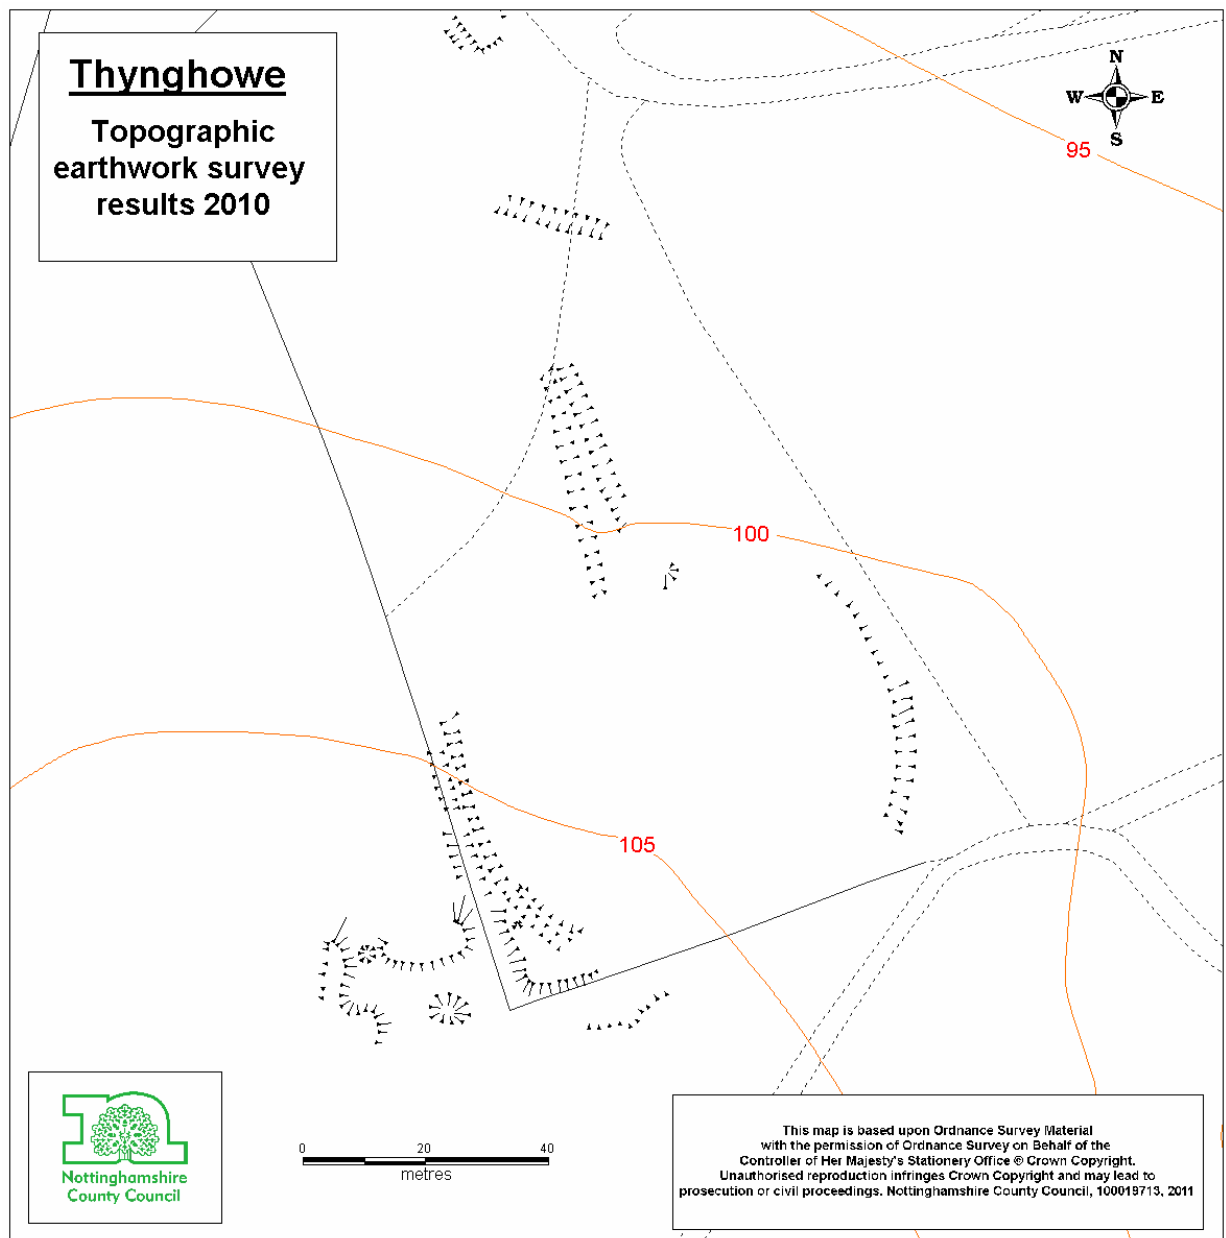 Thynghowe
Topographic
earthwork survey
results 2010
N
W E
S
95
100
105
Nottinghamshire
County Council
0 20 40
metres
This map is based upon Ordnance Survey Material
with the permission of Ordnance Survey on Behalf of the
Controller of Her Majesty's Stationery Office © Crown Copyright.
Unauthorised reproduction infringes Crown Copyright and may lead to
prosecution or civil proceedings. Nottinghamshire County Council, 100019713, 2011